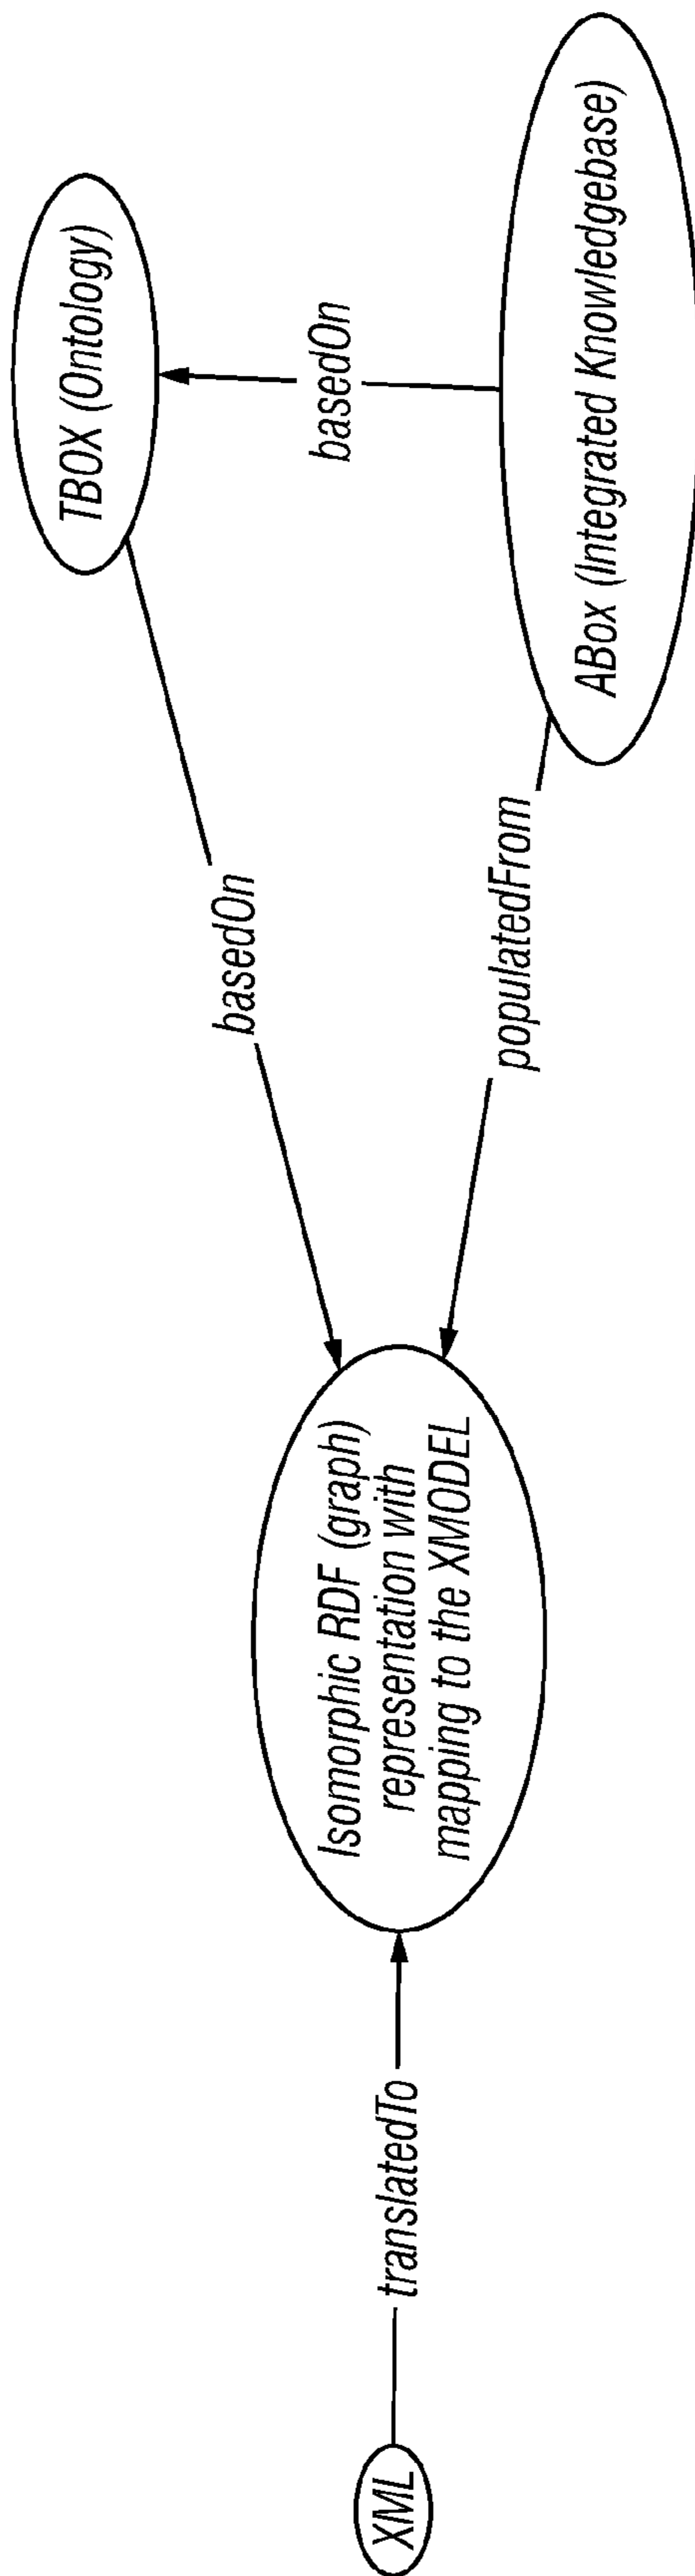 XML
translatedTo
Isomorphic RDF (graph)
representation with
mapping to the XMODEL
basedOn
populatedFrom
TBOX (Ontology)
basedOn
ABox (Integrated Knowledgebase)